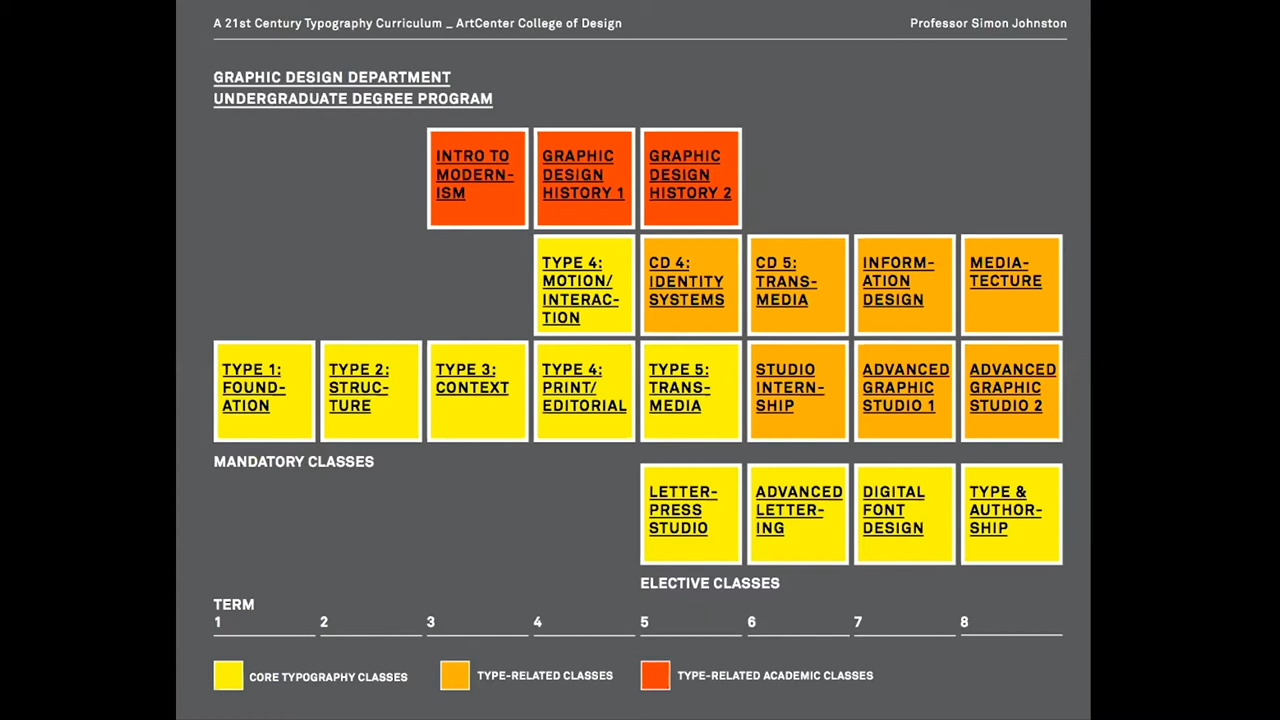 A 21st Century Typography Curriculum _ ArtCenter College of Design
Professor Simon Johnston
GRAPHIC DESIGN DEPARTMENT
UNDERGRADUATE DEGREE PROGRAM
INTRO TO
MODERN-
ISM
GRAPHIC
DESIGN
HISTORY 1
GRAPHIC
DESIGN
HISTORY 2
TYPE 4:
MOTION/
INTERAC-
TION
CD 4:
IDENTITY
SYSTEMS
CD 5:
TRANS-
MEDIA
INFORM-
ATION
DESIGN
MEDIA-
TECTURE
TYPE 1:
FOUND-
ATION
TYPE 2:
STRUC-
TURE
TYPE 3:
CONTEXT
TYPE 4:
PRINT/
EDITORIAL
TYPE 5:
TRANS-
MEDIA
STUDIO
INTERN-
SHIP
ADVANCED
GRAPHIC
STUDIO 1
ADVANCED
GRAPHIC
STUDIO 2
MANDATORY CLASSES
LETTER-
PRESS
STUDIO
ADVANCED
LETTER-
ING
DIGITAL
FONT
DESIGN
TYPE &
AUTHOR-
SHIP
ELECTIVE CLASSES
TERM
1 2 3 4 5 6 7 8
CORE TYPOGRAPHY CLASSES
TYPE-RELATED CLASSES
TYPE-RELATED ACADEMIC CLASSES